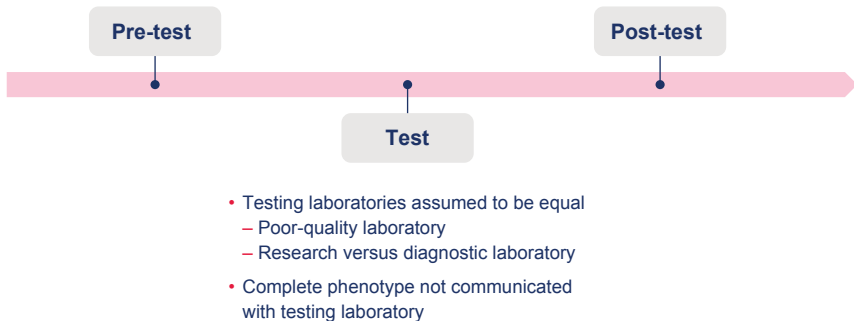 Pre-test
Post-test
Test
• Testing laboratories assumed to be equal
– Poor-quality laboratory
– Research versus diagnostic laboratory
• Complete phenotype not communicated
with testing laboratory